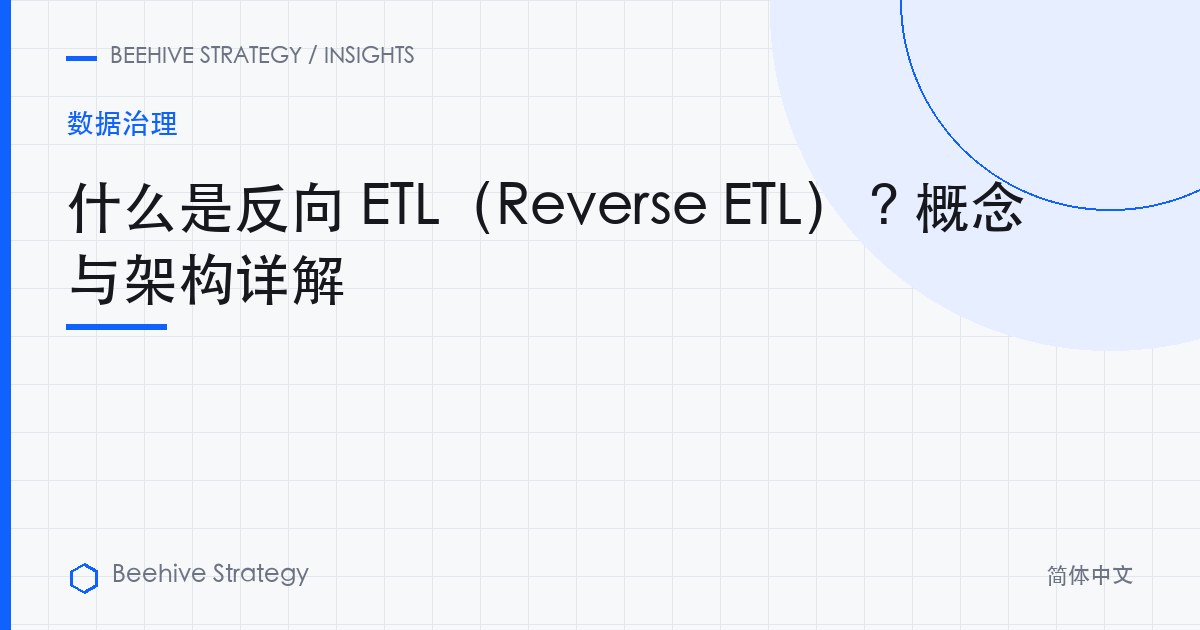 BEEHIVE STRATEGY / INSIGHTS
数据治理
什么是反向 ETL（Reverse ETL）？概念
与架构详解
Beehive Strategy
简体中文